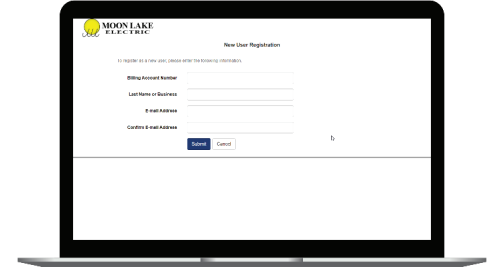 MOON LAKE
ELECTRIC
New User Registration
To register as a new user, please enter the following information.
Billing Account Number
Last Name or Business
E-mail Address
Confirm E-mail Address
Submit Cancel